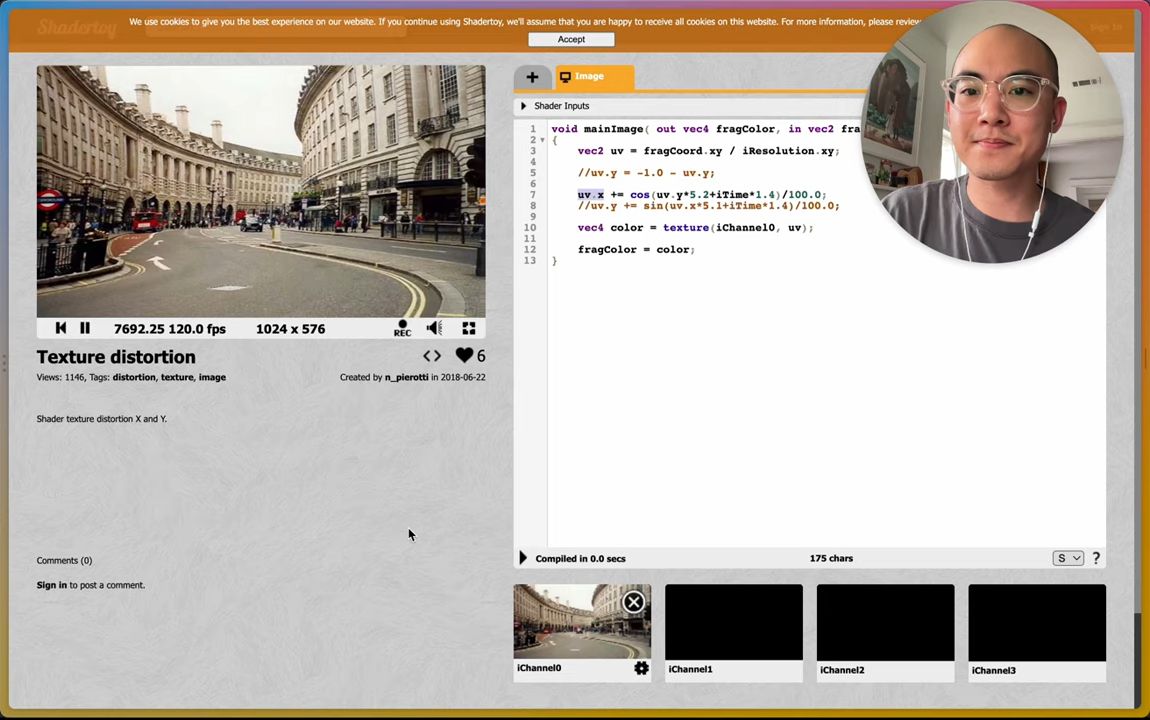 We use cookies to give you the best experience on our website. If you continue using Shadertoy, we'll assume that you are happy to receive all cookies on this website. For more information, please review
Accept
Shadertoy
Sign In
Image
Shader Inputs
1 void mainImage( out vec4 fragColor, in vec2 fra
2 {
3 vec2 uv = fragCoord.xy / iResolution.xy;
4
5 //uv.y = -1.0 - uv.y;
6
7 uv.x += cos(uv.y*5.2+iTime*1.4)/100.0;
8 //uv.y += sin(uv.x*5.1+iTime*1.4)/100.0;
9
10 vec4 color = texture(iChannel0, uv);
11
12 fragColor = color;
13 }
7692.25 120.0 fps 1024 x 576 REC
Texture distortion 6
Views: 1146, Tags: distortion, texture, image Created by n_pierotti in 2018-06-22
Shader texture distortion X and Y.
Comments (0)
Sign in to post a comment.
Compiled in 0.0 secs 175 chars S ?
iChannel0 iChannel1 iChannel2 iChannel3